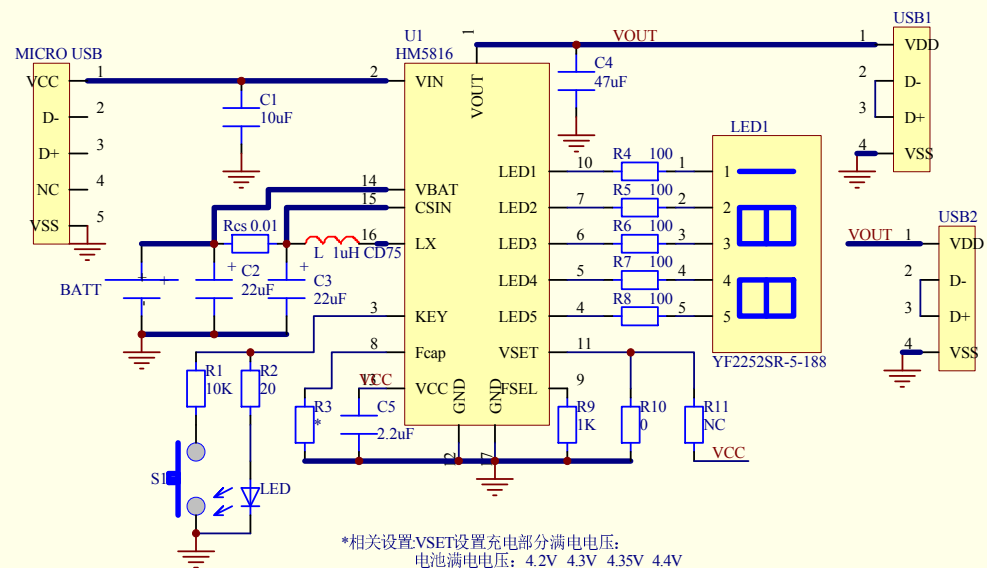 MICRO USB
VCC 1
D- 2
D+ 3
NC 4
VSS 5
C1
10uF
Rcs 0.01
L 1uH CD75
BATT
C2
22uF
C3
22uF
U1
HM5816
1
VOUT
2 VIN
14 VBAT
15 CSIN
16 LX
3 KEY
8 Fcap
13 VCC
VCC
GND GND
12 17
LED1 10
LED2 7
LED3 6
LED4 5
LED5 4
VSET 11
FSEL 9
VOUT
C4
47uF
R4 100 1
R5 100 2
R6 100 3
R7 100 4
R8 100 5
LED1
1
2
3
4
5
YF2252SR-5-188
USB1
1 VDD
2 D-
3 D+
4 VSS
USB2
VOUT 1 VDD
2 D-
3 D+
4 VSS
R1
10K
R2
20
R3
*
C5
2.2uF
R9
1K
R10
0
R11
NC
VCC
S1
LED
*相关设置:VSET设置充电部分满电电压:
电池满电电压: 4.2V 4.3V 4.35V 4.4V